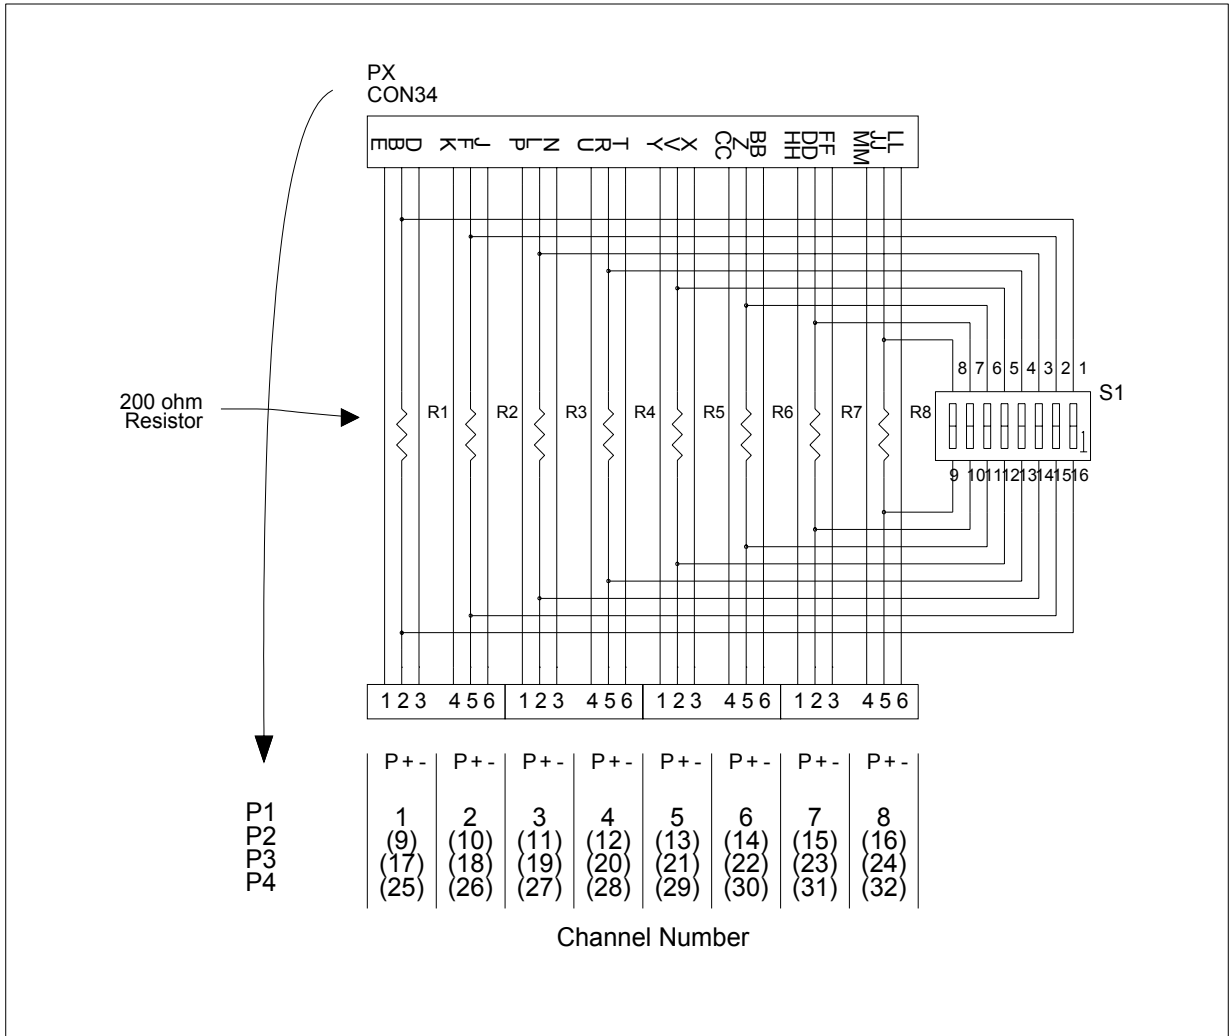 PX
CON34
E B D K F J P L N U R T Y V X CC Z BB HH DD FF MM JJ LL
8 7 6 5 4 3 2 1
S1
200 ohm
Resistor
R1 R2 R3 R4 R5 R6 R7 R8
1
9 10 11 12 13 14 15 16
1 2 3 4 5 6 1 2 3 4 5 6 1 2 3 4 5 6 1 2 3 4 5 6
P + - P + - P + - P + - P + - P + - P + - P + -
P1 1 2 3 4 5 6 7 8
P2 (9) (10) (11) (12) (13) (14) (15) (16)
P3 (17) (18) (19) (20) (21) (22) (23) (24)
P4 (25) (26) (27) (28) (29) (30) (31) (32)
Channel Number